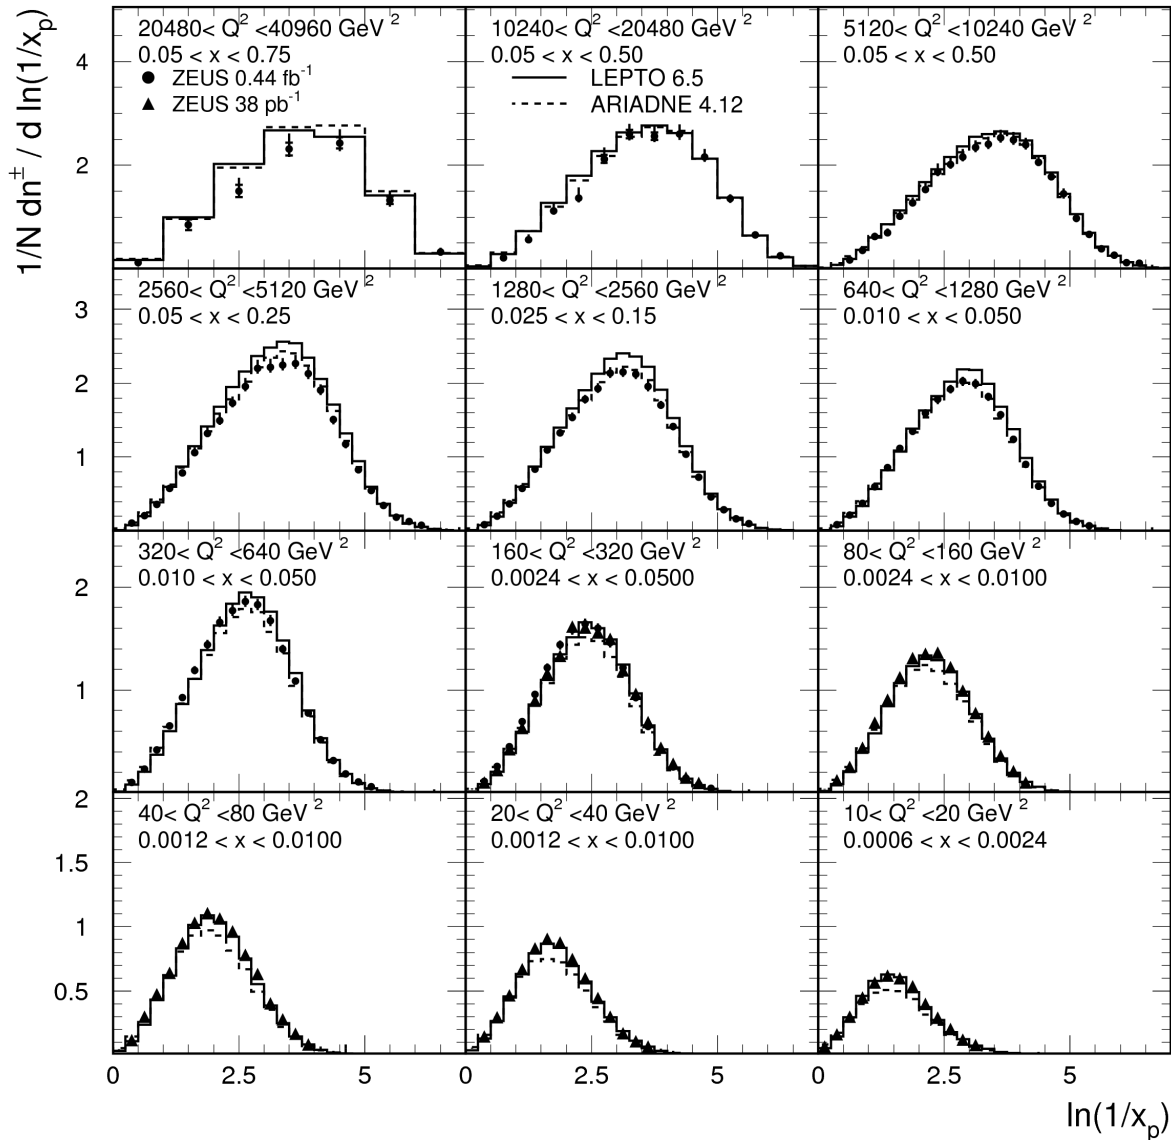 1/N dn± / d ln(1/xp)
20480< Q2 <40960 GeV 2
0.05 < x < 0.75
ZEUS 0.44 fb-1
ZEUS 38 pb-1
10240< Q2 <20480 GeV 2
0.05 < x < 0.50
LEPTO 6.5
ARIADNE 4.12
5120< Q2 <10240 GeV 2
0.05 < x < 0.50
4
2
2560< Q2 <5120 GeV 2
0.05 < x < 0.25
1280< Q2 <2560 GeV 2
0.025 < x < 0.15
640< Q2 <1280 GeV 2
0.010 < x < 0.050
3
2
1
320< Q2 <640 GeV 2
0.010 < x < 0.050
160< Q2 <320 GeV 2
0.0024 < x < 0.0500
80< Q2 <160 GeV 2
0.0024 < x < 0.0100
2
1
40< Q2 <80 GeV 2
0.0012 < x < 0.0100
20< Q2 <40 GeV 2
0.0012 < x < 0.0100
10< Q2 <20 GeV 2
0.0006 < x < 0.0024
2
1.5
1
0.5
0 2.5 5 0 2.5 5 0 2.5 5
ln(1/xp)